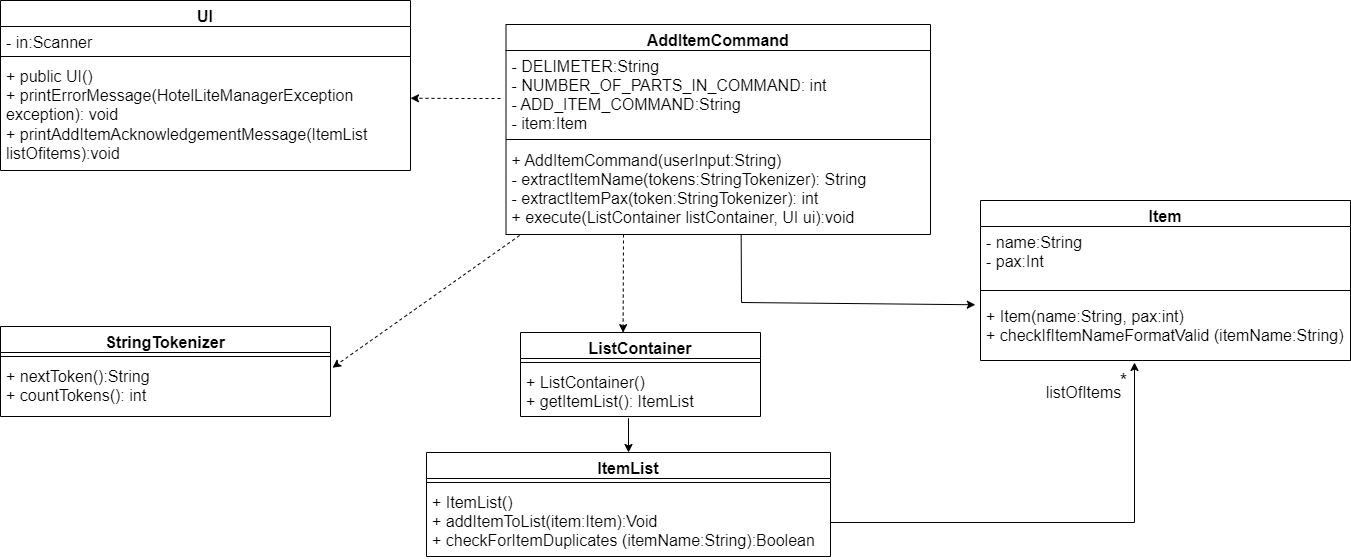 UI
- in:Scanner
+ public UI()
+ printErrorMessage(HotelLiteManagerException
exception): void
+ printAddItemAcknowledgementMessage(ItemList
listOfitems):void
AddItemCommand
- DELIMETER:String
- NUMBER_OF_PARTS_IN_COMMAND: int
- ADD_ITEM_COMMAND:String
- item:Item
+ AddItemCommand(userInput:String)
- extractItemName(tokens:StringTokenizer): String
- extractItemPax(token:StringTokenizer): int
+ execute(ListContainer listContainer, UI ui):void
Item
- name:String
- pax:Int
+ Item(name:String, pax:int)
+ checkIfItemNameFormatValid (itemName:String)
StringTokenizer
+ nextToken():String
+ countTokens(): int
ListContainer
+ ListContainer()
+ getItemList(): ItemList
*
listOfItems
ItemList
+ ItemList()
+ addItemToList(item:Item):Void
+ checkForItemDuplicates (itemName:String):Boolean